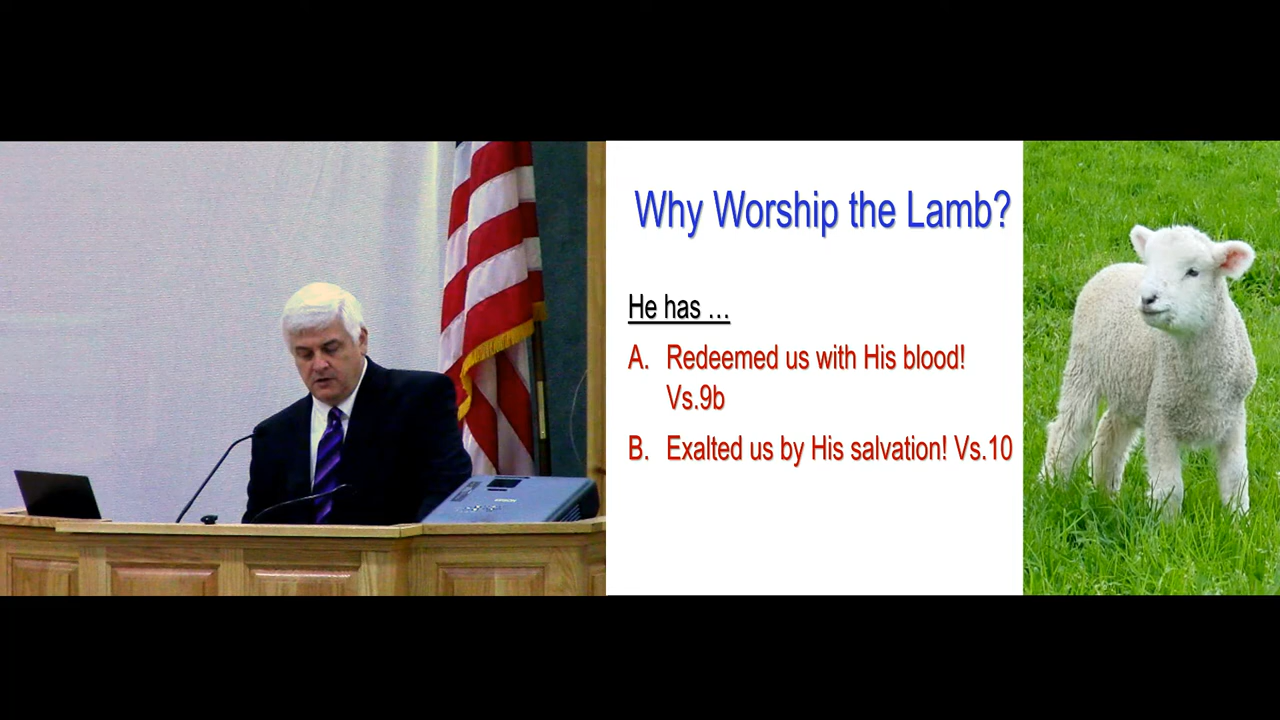 Why Worship the Lamb?
He has ...
A. Redeemed us with His blood!
Vs.9b
B. Exalted us by His salvation! Vs.10